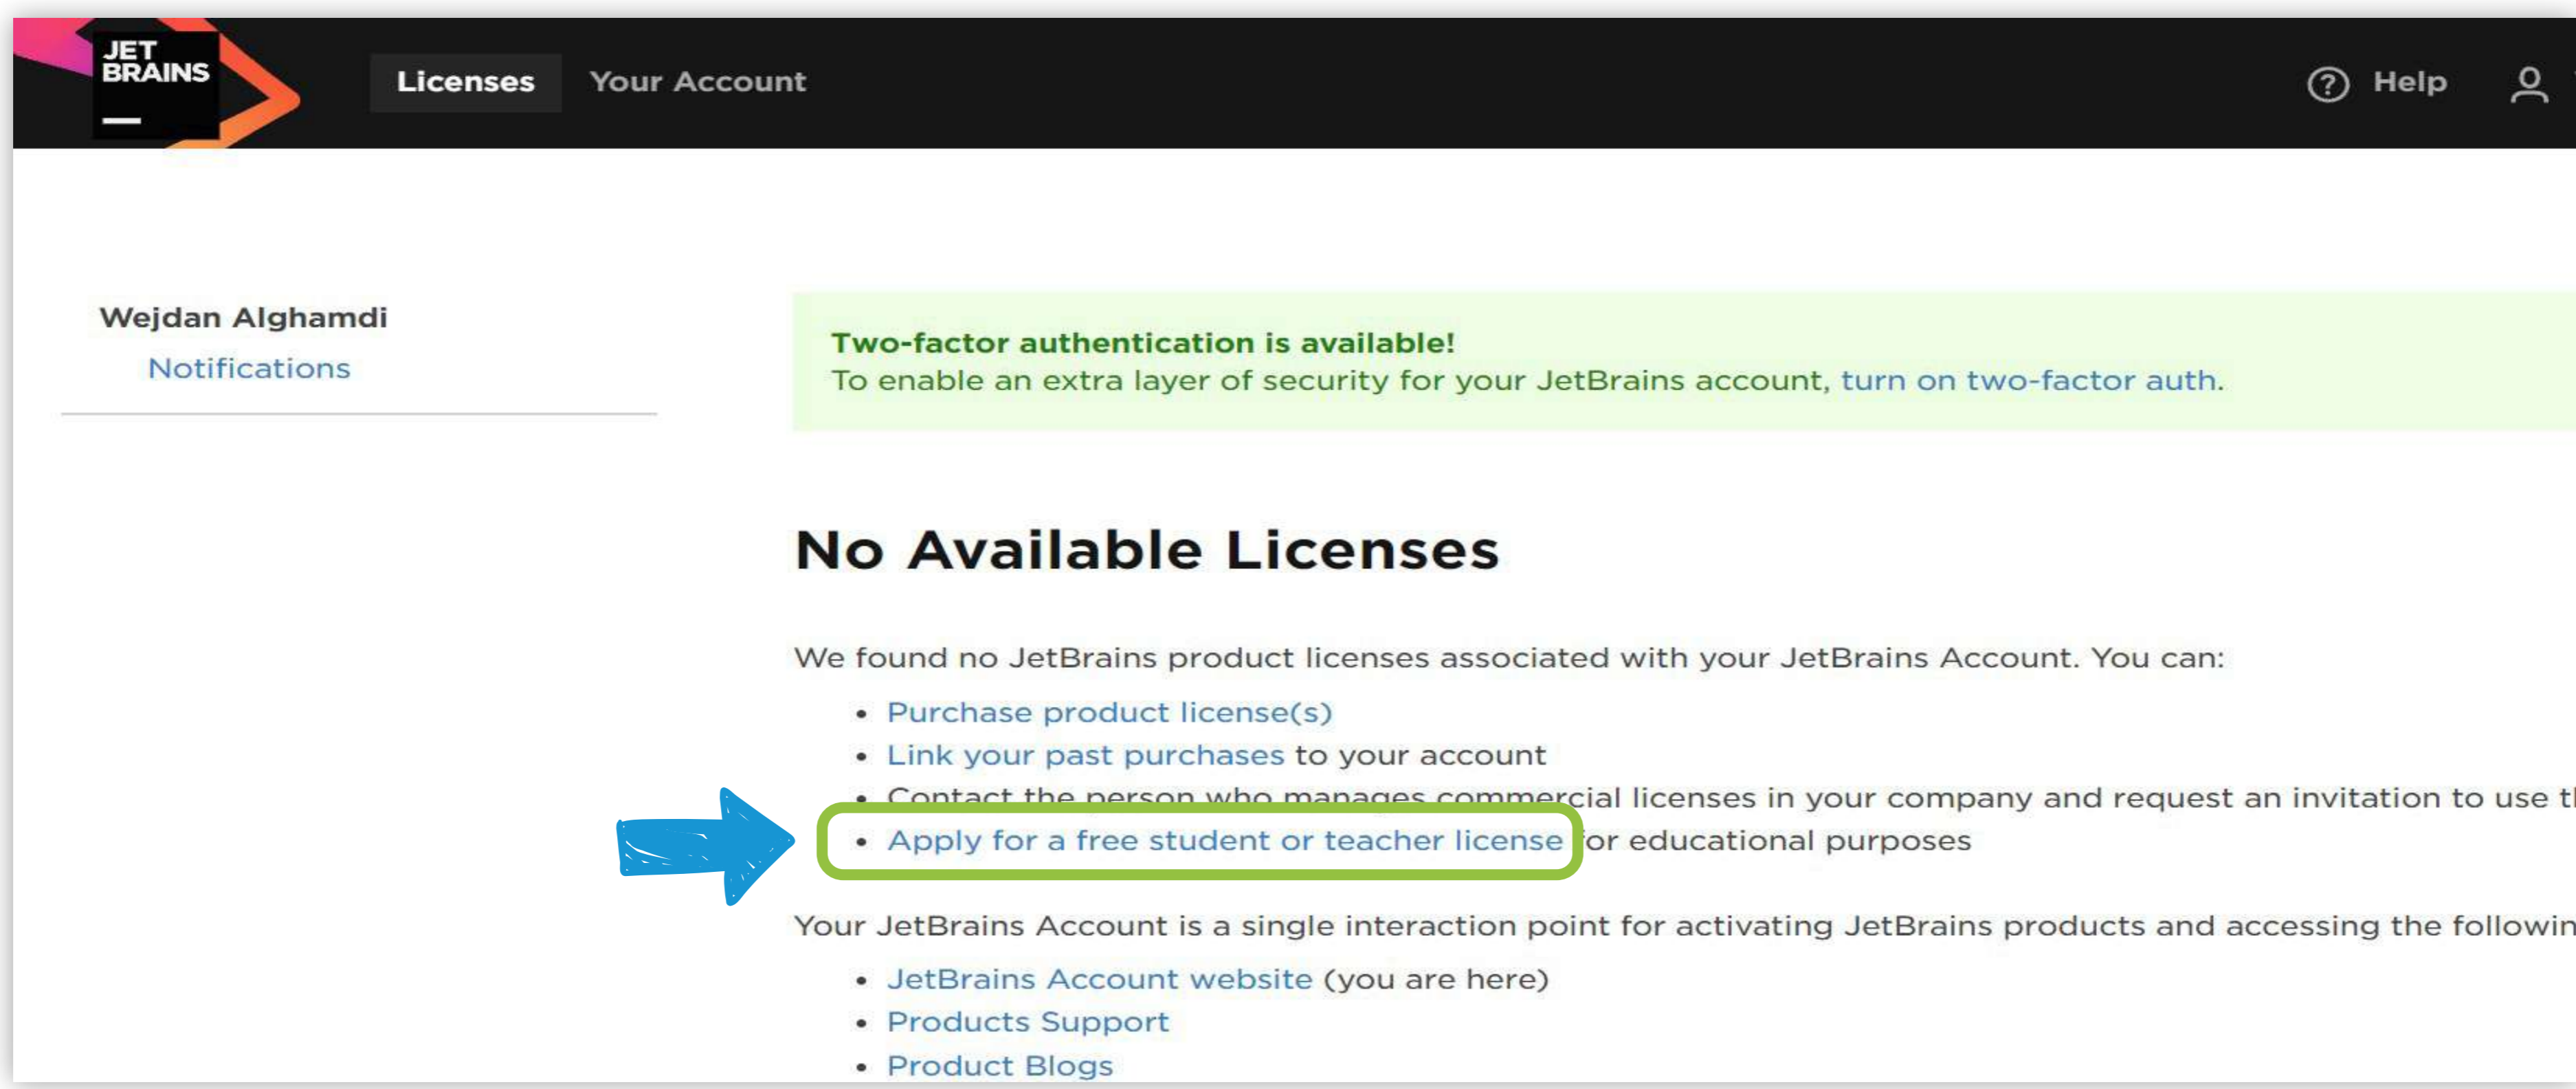 JET
BRAINS
Licenses
Your Account
Help
Wejdan Alghamdi
Notifications
Two-factor authentication is available!
To enable an extra layer of security for your JetBrains account, turn on two-factor auth.
No Available Licenses
We found no JetBrains product licenses associated with your JetBrains Account. You can:
• Purchase product license(s)
• Link your past purchases to your account
• Contact the person who manages commercial licenses in your company and request an invitation to use
• Apply for a free student or teacher license for educational purposes
Your JetBrains Account is a single interaction point for activating JetBrains products and accessing the
• JetBrains Account website (you are here)
• Products Support
• Product Blogs